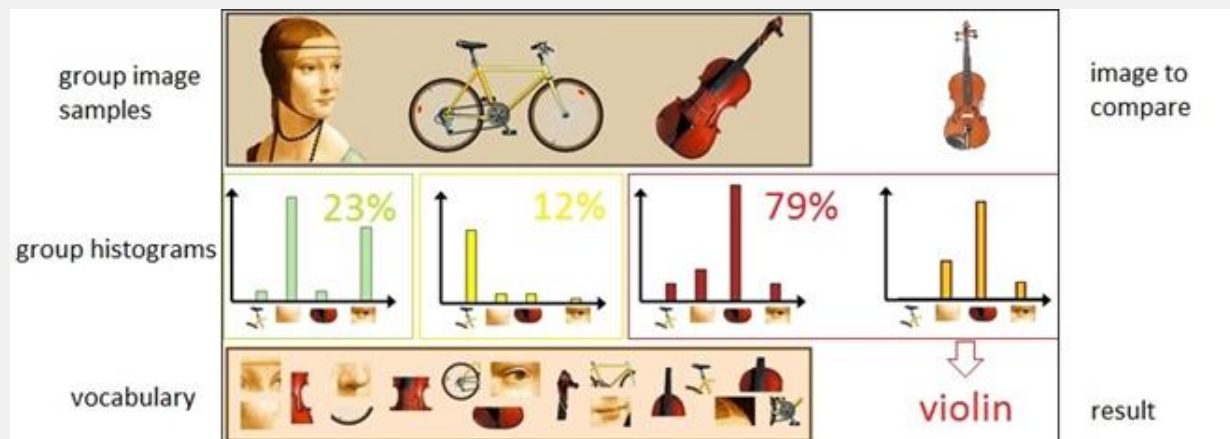 group image
samples
image to
compare
group histograms
23%
12%
79%
vocabulary
violin
result